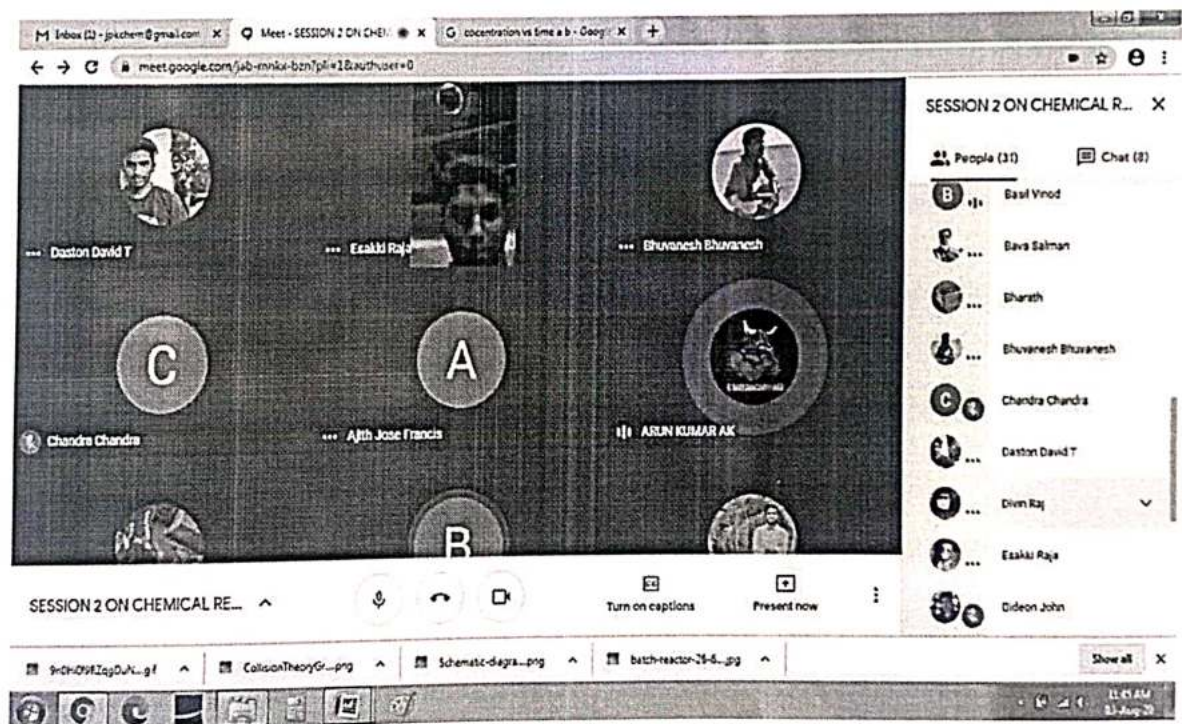 Inbox (1) - jpkchem@gmail.com
Meet - SESSION 2 ON CHE
cocentration vs time a b - Goog
meet.google.com/jab-mnkx-bzn?pli=1&authuser=0
Daston David T
Esakki Raja
Bhuvanesh Bhuvanesh
C
A
Chandra Chandra
Ajith Jose Francis
ARUN KUMAR AK
B
SESSION 2 ON CHEMICAL RE...
Turn on captions
Present now
SESSION 2 ON CHEMICAL R...
People (31)
Chat (8)
B Basil Vinod
Bava Salman
Bharath
Bhuvanesh Bhuvanesh
C Chandra Chandra
Daston David T
Divin Raj
Esakki Raja
Gideon John
CollisionTheoryGr....png
Schematic-diagra....png
batch-reactor-26-6....jpg
Show all
11:45 AM